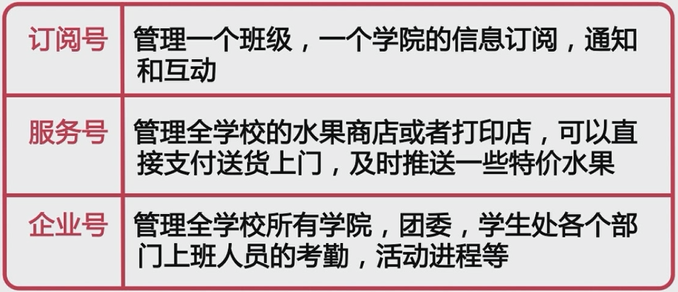 订阅号
管理一个班级，一个学院的信息订阅，通知
和互动
服务号
管理全学校的水果商店或者打印店，可以直
接支付送货上门，及时推送一些特价水果
企业号
管理全学校所有学院，团委，学生处各个部
门上班人员的考勤，活动进程等